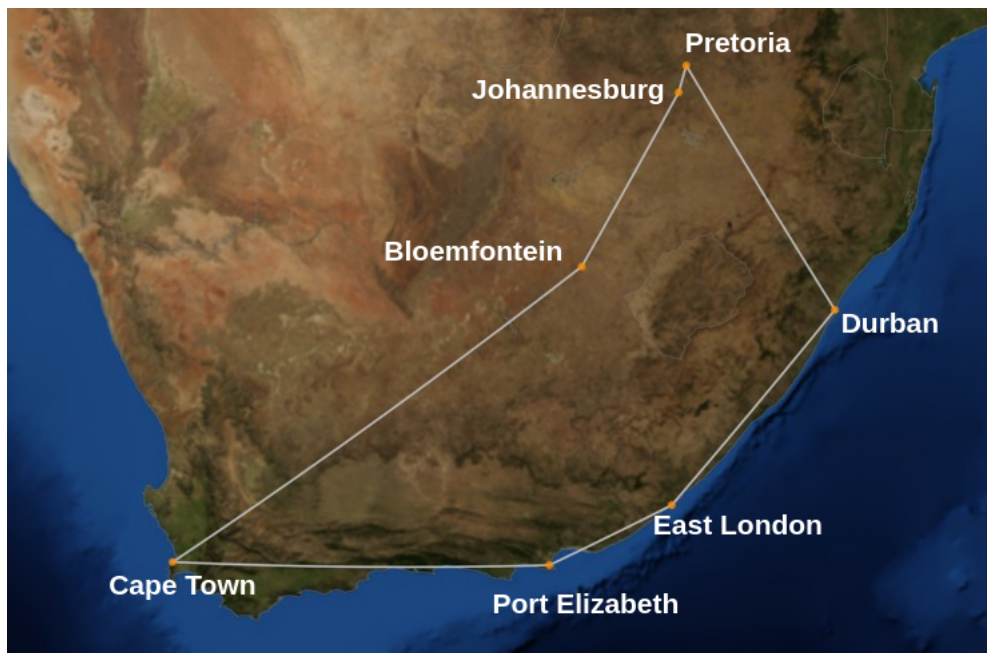 Pretoria
Johannesburg
Bloemfontein
Durban
East London
Cape Town
Port Elizabeth